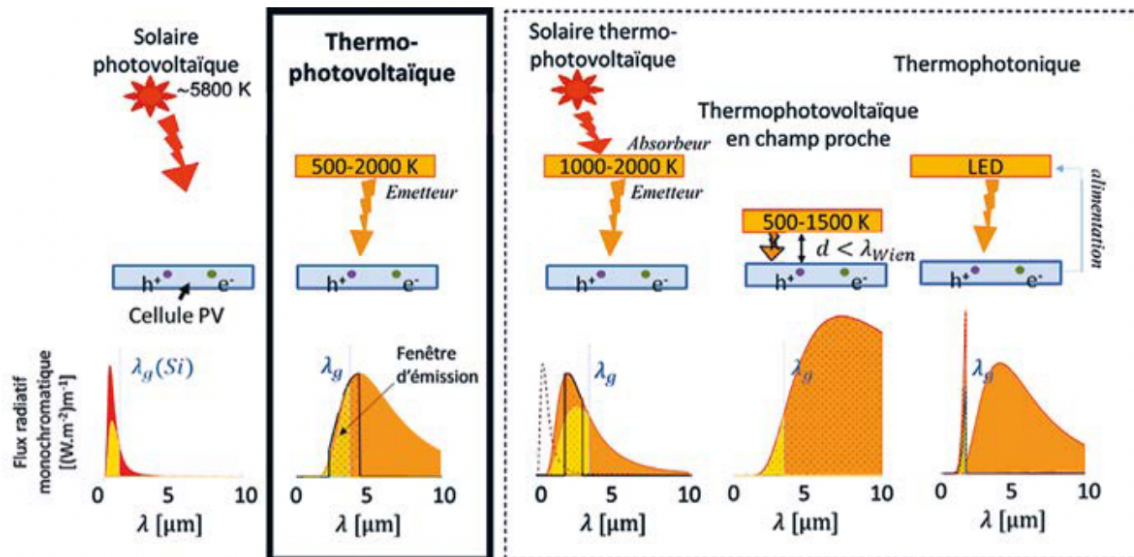 Solaire
photovoltaïque
~5800 K
h⁺
e⁻
Cellule PV
Thermo-
photovoltaïque
500-2000 K
Emetteur
h⁺
e⁻
Solaire thermo-
photovoltaïque
Absorbeur
1000-2000 K
Emetteur
h⁺
e⁻
Thermophotovoltaïque
en champ proche
500-1500 K
d < λWien
h⁺
e⁻
Thermophotonique
LED
alimentation
h⁺
e⁻
Flux radiatif
monochromatique
[(W.m⁻²)m⁻¹]
λg(Si)
0 5 10
λ [μm]
λg
Fenêtre
d'émission
0 5 10
λ [μm]
λg
0 5 10
λ [μm]
λg
0 5 10
λ [μm]
λg
0 5 10
λ [μm]